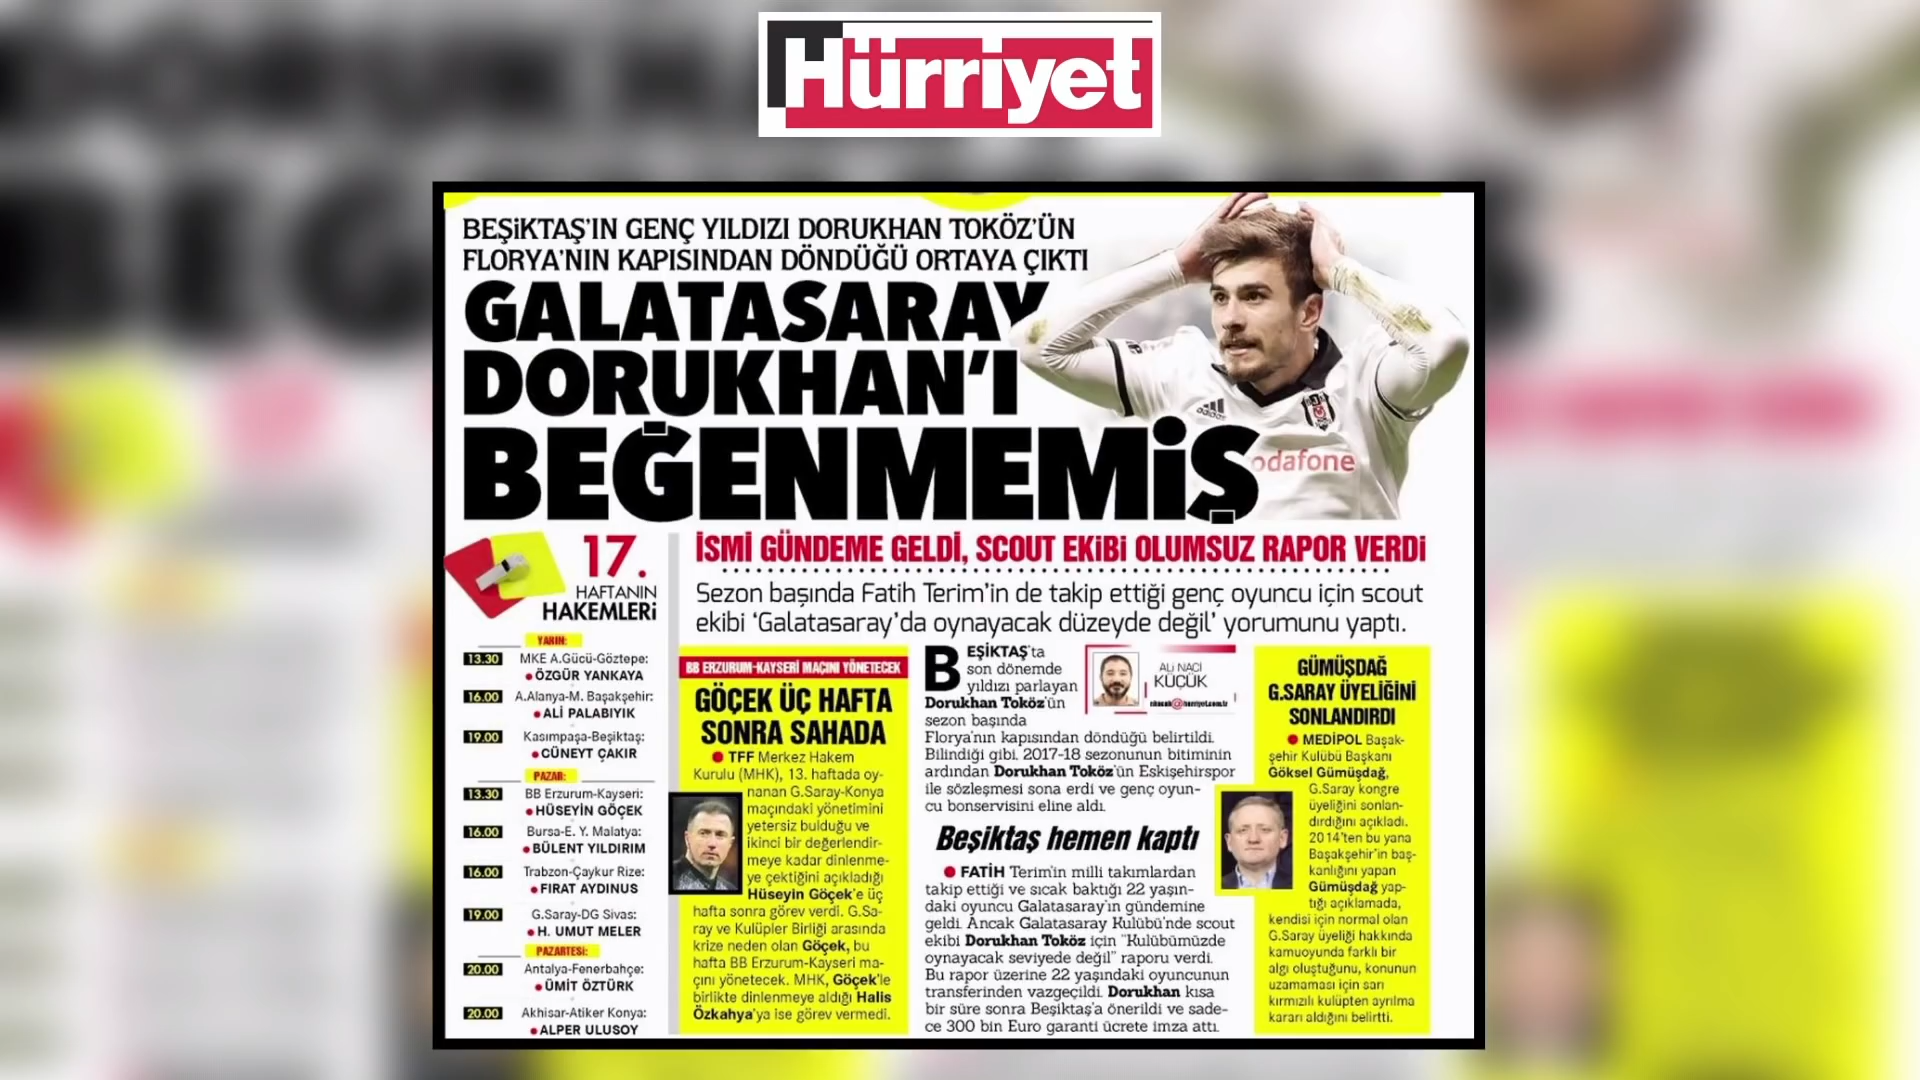 Hürriyet
BEŞİKTAŞ'IN GENÇ YILDIZI DORUKHAN TOKÖZ'ÜN
FLORYA'NIN KAPISINDAN DÖNDÜĞÜ ORTAYA ÇIKTI
GALATASARAY
DORUKHAN'I
BEĞENMEMİŞ
odafone
17.
HAFTANIN
HAKEMLERİ
YARIN:
13.30 MKE A.Gücü-Göztepe:
ÖZGÜR YANKAYA
16.00 A.Alanya-M. Başakşehir:
ALİ PALABIYIK
19.00 Kasımpaşa-Beşiktaş:
CÜNEYT ÇAKIR
PAZAR:
13.30 BB Erzurum-Kayseri:
HÜSEYİN GÖÇEK
16.00 Bursa-E. Y. Malatya:
BÜLENT YILDIRIM
16.00 Trabzon-Çaykur Rize:
FIRAT AYDINUS
19.00 G.Saray-DG Sivas:
H. UMUT MELER
PAZARTESİ:
20.00 Antalya-Fenerbahçe:
ÜMİT ÖZTÜRK
20.00 Akhisar-Atiker Konya:
ALPER ULUSOY
İSMİ GÜNDEME GELDİ, SCOUT EKİBİ OLUMSUZ RAPOR VERDİ
Sezon başında Fatih Terim'in de takip ettiği genç oyuncu için scout
ekibi 'Galatasaray'da oynayacak düzeyde değil' yorumunu yaptı.
BB ERZURUM-KAYSERİ MAÇINI YÖNETECEK
GÖÇEK ÜÇ HAFTA
SONRA SAHADA
TFF Merkez Hakem
Kurulu (MHK), 13. haftada oy-
nanan G.Saray-Konya
maçındaki yönetimini
yetersiz bulduğu ve
ikinci bir değerlendir-
meye kadar dinlenme-
ye çektiğini açıkladığı
Hüseyin Göçek'e üç
hafta sonra görev verdi. G.Sa-
ray ve Kulüpler Birliği arasında
krize neden olan Göçek, bu
hafta BB Erzurum-Kayseri ma-
çını yönetecek. MHK, Göçek'le
birlikte dinlenmeye aldığı Halis
Özkahya'ya ise görev vermedi.
BEŞİKTAŞ'ta
son dönemde
yıldızı parlayan
Dorukhan Toköz'ün
sezon başında
Florya'nın kapısından döndüğü belirtildi.
Bilindiği gibi, 2017-18 sezonunun bitiminin
ardından Dorukhan Toköz'ün Eskişehirspor
ile sözleşmesi sona erdi ve genç oyun-
cu bonservisini eline aldı.
ALİ NACİ
KÜÇÜK
Beşiktaş hemen kaptı
FATİH Terim'in milli takımlardan
takip ettiği ve sıcak baktığı 22 yaşın-
daki oyuncu Galatasaray'ın gündemine
geldi. Ancak Galatasaray Kulübü'nde scout
ekibi Dorukhan Toköz için "Kulübümüzde
oynayacak seviyede değil" raporu verdi.
Bu rapor üzerine 22 yaşındaki oyuncunun
transferinden vazgeçildi. Dorukhan kısa
bir süre sonra Beşiktaş'a önerildi ve sade-
ce 300 bin Euro garanti ücrete imza attı.
GÜMÜŞDAĞ
G.SARAY ÜYELİĞİNİ
SONLANDIRDI
MEDİPOL Başak-
şehir Kulübü Başkanı
Göksel Gümüşdağ,
G.Saray kongre
üyeliğini sonlan-
dırdığını açıkladı.
2014'ten bu yana
Başakşehir'in baş-
kanlığını yapan
Gümüşdağ yap-
tığı açıklamada,
kendisi için normal olan
G.Saray üyeliği hakkında
kamuoyunda farklı bir
algı oluştuğunu, konunun
uzamaması için sarı
kırmızılı kulüpten ayrılma
kararı aldığını belirtti.